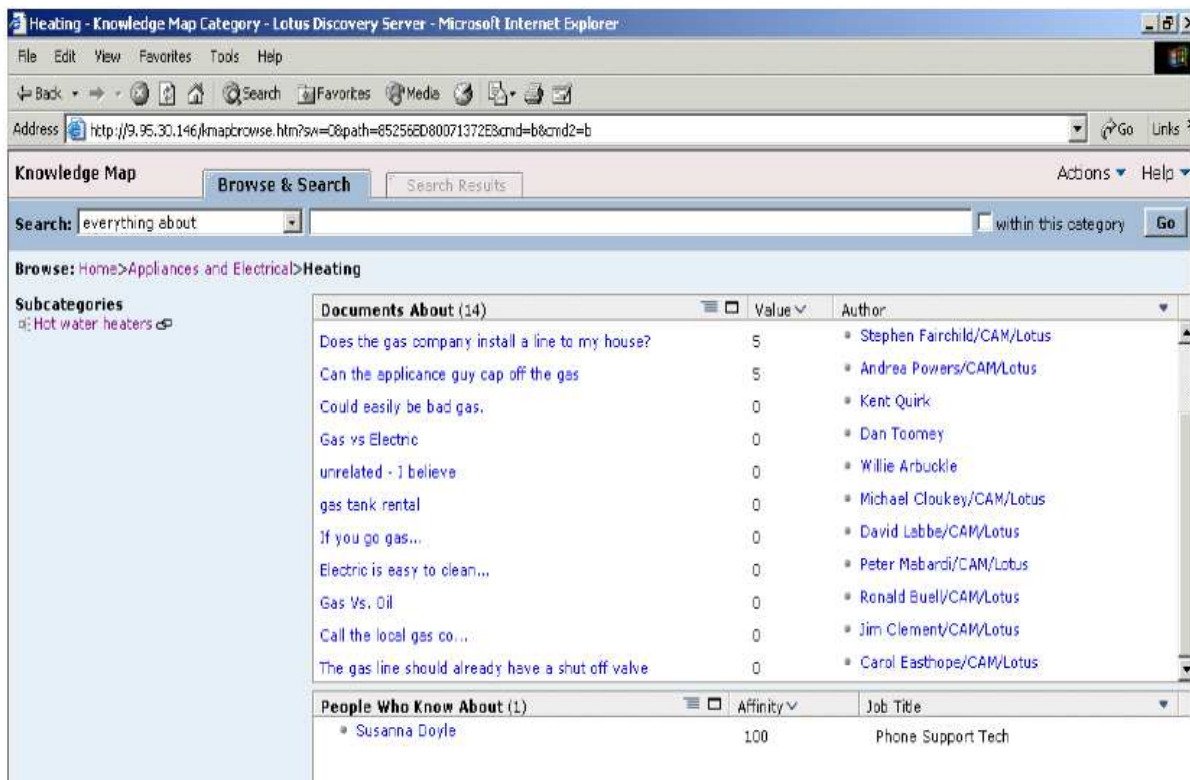 Heating - Knowledge Map Category - Lotus Discovery Server - Microsoft Internet Explorer
File Edit View Favorites Tools Help
Back Search Favorites Media
Address http://9.95.30.146/kmapbrowse.htm?sw=0&path=85256BD80071372E&cmd=b&cmd2=b Go Links
Knowledge Map Browse & Search Search Results Actions Help
Search: everything about within this category Go
Browse: Home>Appliances and Electrical>Heating
Subcategories
Hot water heaters
Documents About (14) Value Author
Does the gas company install a line to my house? 5 Stephen Fairchild/CAM/Lotus
Can the applicance guy cap off the gas 5 Andrea Powers/CAM/Lotus
Could easily be bad gas. 0 Kent Quirk
Gas vs Electric 0 Dan Toomey
unrelated - I believe 0 Willie Arbuckle
gas tank rental 0 Michael Cloukey/CAM/Lotus
If you go gas... 0 David Labbe/CAM/Lotus
Electric is easy to clean... 0 Peter Mabardi/CAM/Lotus
Gas Vs. Oil 0 Ronald Buell/CAM/Lotus
Call the local gas co... 0 Jim Clement/CAM/Lotus
The gas line should already have a shut off valve 0 Carol Easthope/CAM/Lotus
People Who Know About (1) Affinity Job Title
Susanna Doyle 100 Phone Support Tech